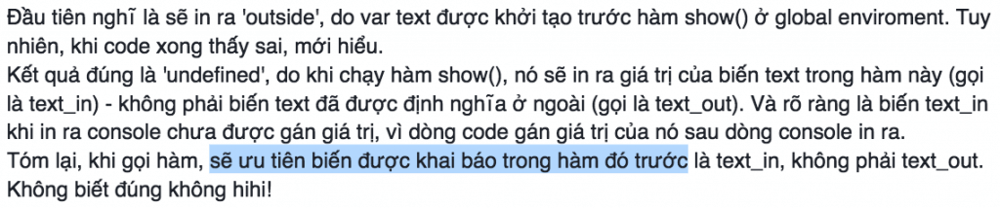 Đầu tiên nghĩ là sẽ in ra 'outside', do var text được khởi tạo trước hàm show() ở global enviroment. Tuy
nhiên, khi code xong thấy sai, mới hiểu.
Kết quả đúng là 'undefined', do khi chạy hàm show(), nó sẽ in ra giá trị của biến text trong hàm này (gọi
là text_in) - không phải biến text đã được định nghĩa ở ngoài (gọi là text_out). Và rõ ràng là biến text_in
khi in ra console chưa được gán giá trị, vì dòng code gán giá trị của nó sau dòng console in ra.
Tóm lại, khi gọi hàm, sẽ ưu tiên biến được khai báo trong hàm đó trước là text_in, không phải text_out.
Không biết đúng không hihi!